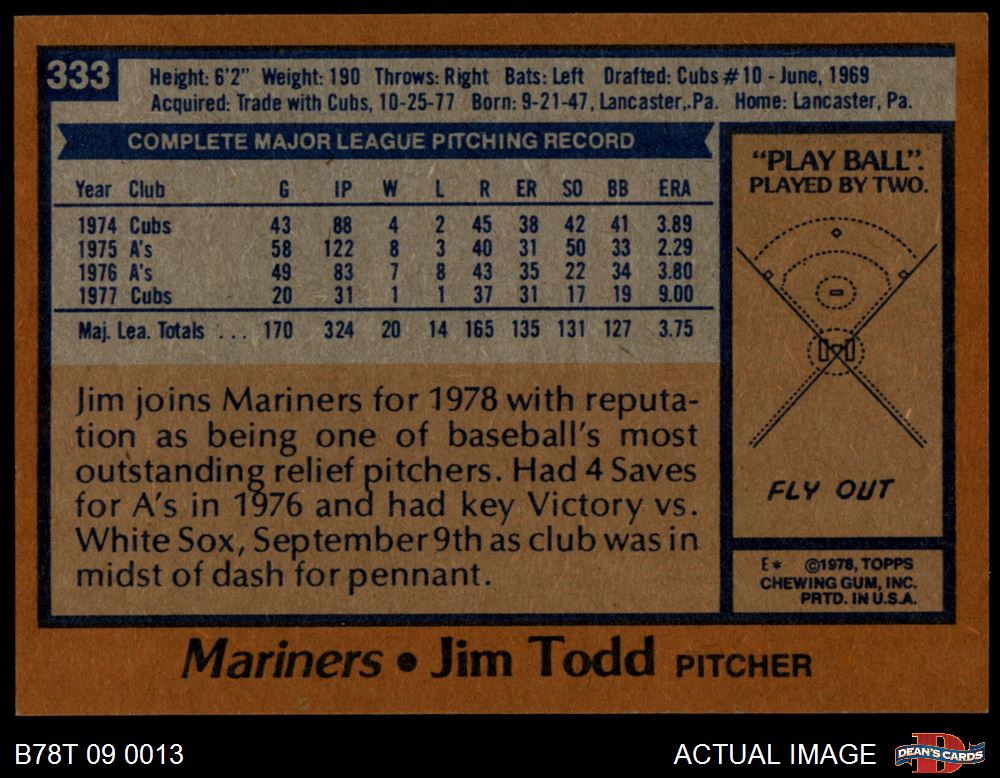 333
Height: 6'2" Weight: 190 Throws: Right Bats: Left Drafted: Cubs #10 - June, 1969
Acquired: Trade with Cubs, 10-25-77 Born: 9-21-47, Lancaster,.Pa. Home: Lancaster, Pa.
COMPLETE MAJOR LEAGUE PITCHING RECORD
Year Club G IP W L R ER SO BB ERA
1974 Cubs 43 88 4 2 45 38 42 41 3.89
1975 A's 58 122 8 3 40 31 50 33 2.29
1976 A's 49 83 7 8 43 35 22 34 3.80
1977 Cubs 20 31 1 1 37 31 17 19 9.00
Maj. Lea. Totals ... 170 324 20 14 165 135 131 127 3.75
Jim joins Mariners for 1978 with reputa-
tion as being one of baseball's most
outstanding relief pitchers. Had 4 Saves
for A's in 1976 and had key Victory vs.
White Sox, September 9th as club was in
midst of dash for pennant.
"PLAY BALL".
PLAYED BY TWO.
FLY OUT
E* ©1978, TOPPS
CHEWING GUM, INC.
PRTD. IN U.S.A.
Mariners • Jim Todd PITCHER
B78T 09 0013
ACTUAL IMAGE
DEAN'S CARDS